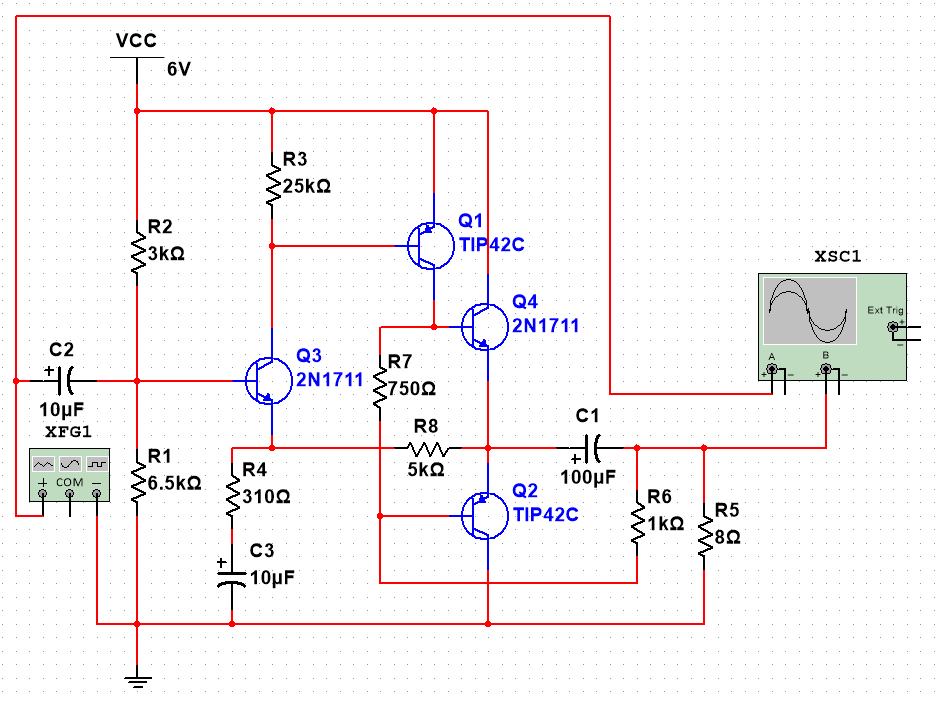 VCC
6V
R3
25kΩ
Q1
TIP42C
R2
3kΩ
XSC1
Q4
2N1711
Ext Trig
+
−
C2
+
10µF
Q3
2N1711
R7
750Ω
A
B
+ − + −
XFG1
C1
+
100µF
R8
5kΩ
R1
6.5kΩ
+ COM −
R4
310Ω
Q2
TIP42C
R6
1kΩ
R5
8Ω
C3
+
10µF